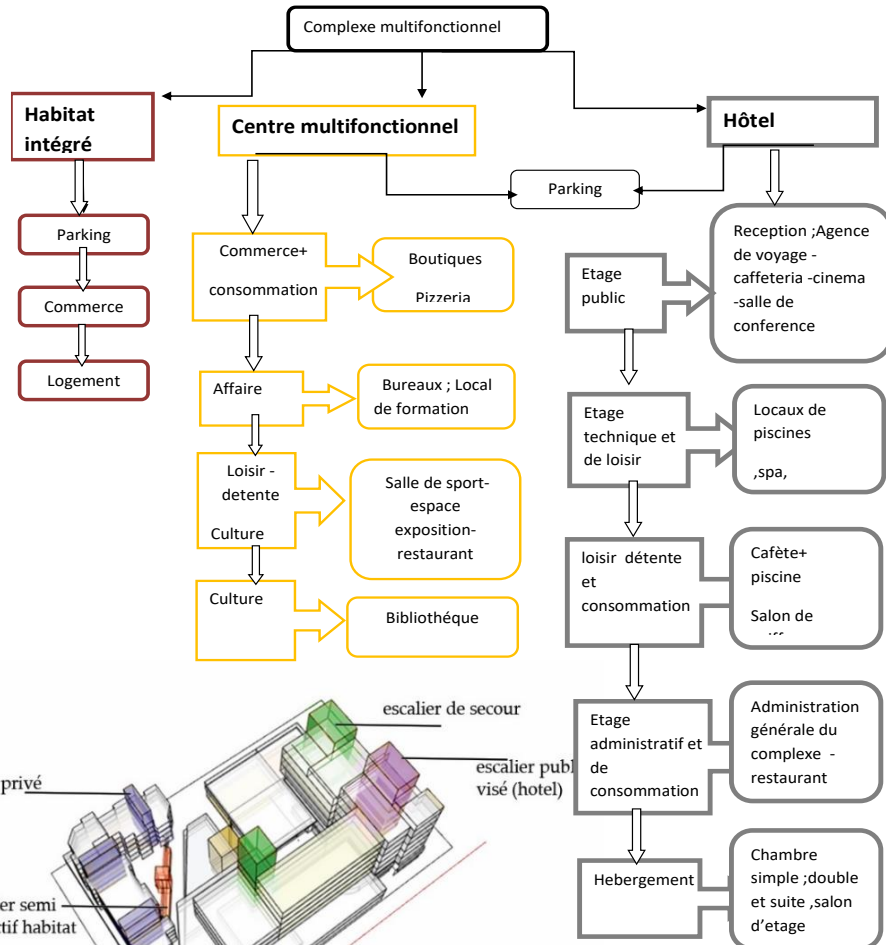 Complexe multifonctionnel
Habitat
intégré
Centre multifonctionnel
Hôtel
Parking
Parking
Commerce
Logement
Commerce+
consommation
Boutiques
Pizzeria
Affaire
Bureaux ; Local
de formation
Loisir -
detente
Culture
Salle de sport-
espace
exposition-
restaurant
Culture
Bibliothéque
Etage
public
Reception ;Agence
de voyage -
caffeteria -cinema
-salle de
conference
Etage
technique et
de loisir
Locaux de
piscines
,spa,
loisir détente
et
consommation
Cafète+
piscine
Salon de
Etage
administratif et
de
consommation
Administration
générale du
complexe -
restaurant
Hebergement
Chambre
simple ;double
et suite ,salon
d’etage
escalier de secour
escalier publ
visé (hotel)
privé
er semi
ctif habitat